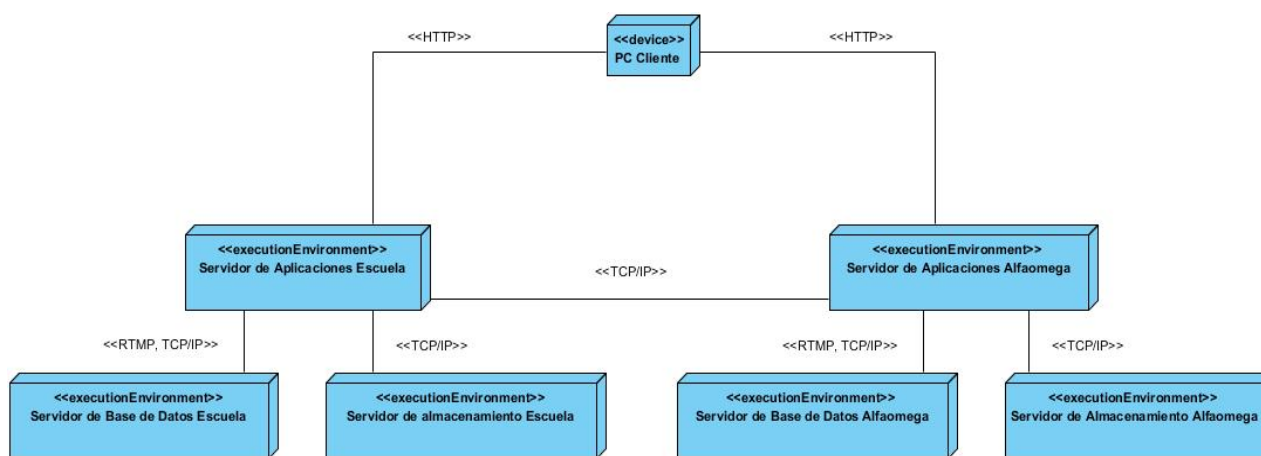 <<HTTP>>
<<device>>
PC Cliente
<<HTTP>>
<<executionEnvironment>>
Servidor de Aplicaciones Escuela
<<executionEnvironment>>
Servidor de Aplicaciones Alfaomega
<<TCP/IP>>
<<RTMP, TCP/IP>>
<<TCP/IP>>
<<RTMP, TCP/IP>>
<<TCP/IP>>
<<executionEnvironment>>
Servidor de Base de Datos Escuela
<<executionEnvironment>>
Servidor de almacenamiento Escuela
<<executionEnvironment>>
Servidor de Base de Datos Alfaomega
<<executionEnvironment>>
Servidor de Almacenamiento Alfaomega